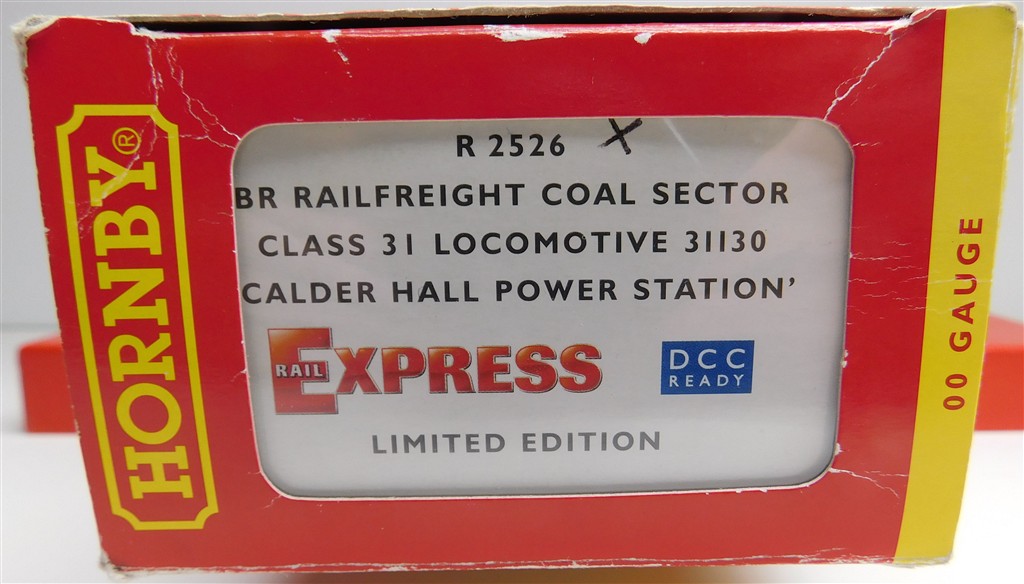 HORNBY®
R 2526 X
BR RAILFREIGHT COAL SECTOR
CLASS 31 LOCOMOTIVE 31130
CALDER HALL POWER STATION'
RAIL EXPRESS
DCC
READY
LIMITED EDITION
00 GAUGE